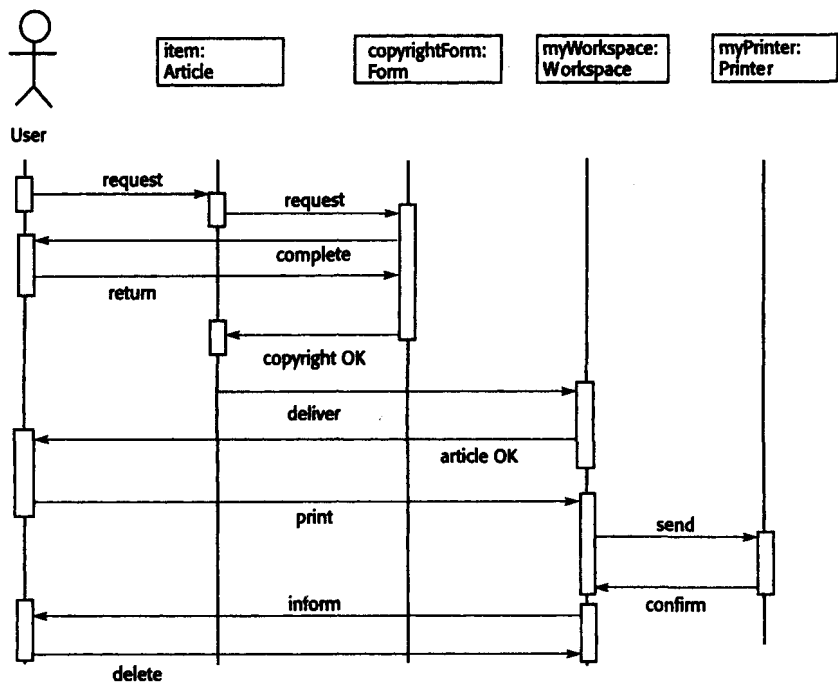 item:
Article
copyrightForm:
Form
myWorkspace:
Workspace
myPrinter:
Printer
User
request
request
complete
return
copyright OK
deliver
article OK
print
send
confirm
inform
delete